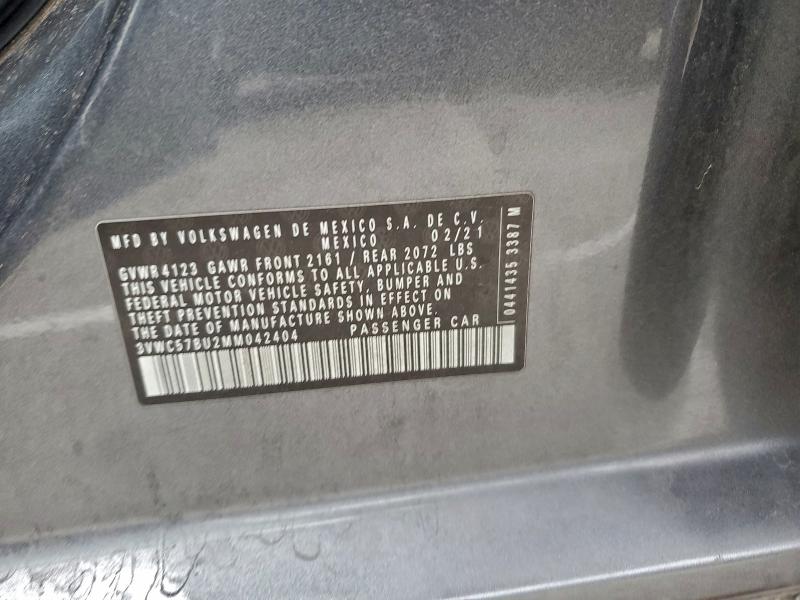 MFD BY VOLKSWAGEN DE MEXICO S.A. DE C.V.
MEXICO 02/21
GVWR 4123 GAWR FRONT 2161 / REAR 2072 LBS
THIS VEHICLE CONFORMS TO ALL APPLICABLE U.S.
FEDERAL MOTOR VEHICLE SAFETY, BUMPER AND
THEFT PREVENTION STANDARDS IN EFFECT ON
THE DATE OF MANUFACTURE SHOWN ABOVE.
3VWC57BU2MM042404 PASSENGER CAR
0441435 3387 M